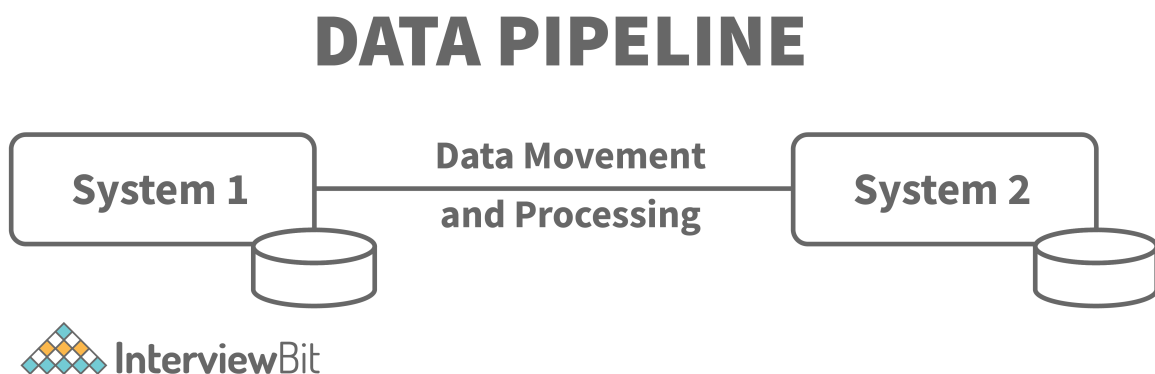 DATA PIPELINE
System 1
Data Movement
and Processing
System 2
InterviewBit